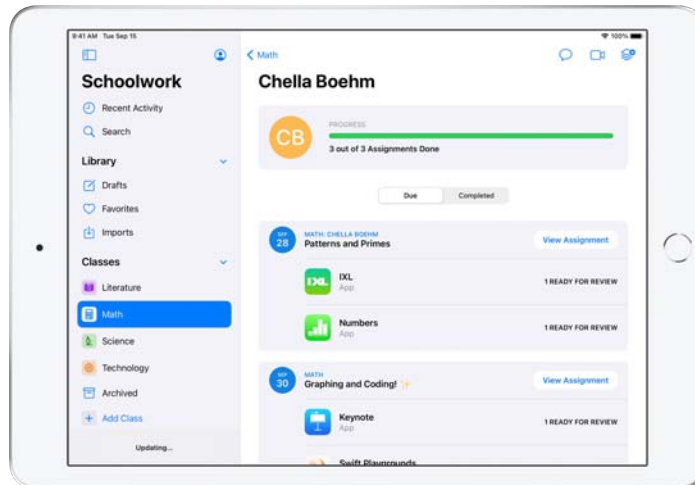 9:41 AM Tue Sep 15
100%
Schoolwork
Recent Activity
Search
Library
Drafts
Favorites
Imports
Classes
Literature
Math
Science
Technology
Archived
Add Class
Updating...
Math
Chella Boehm
CB
PROGRESS
3 out of 3 Assignments Done
Due
Completed
SEP
28
MATH: CHELLA BOEHM
Patterns and Primes
View Assignment
IXL
IXL
App
1 READY FOR REVIEW
Numbers
App
1 READY FOR REVIEW
SEP
30
MATH
Graphing and Coding! ✨
View Assignment
Keynote
App
1 READY FOR REVIEW
Swift Playgrounds